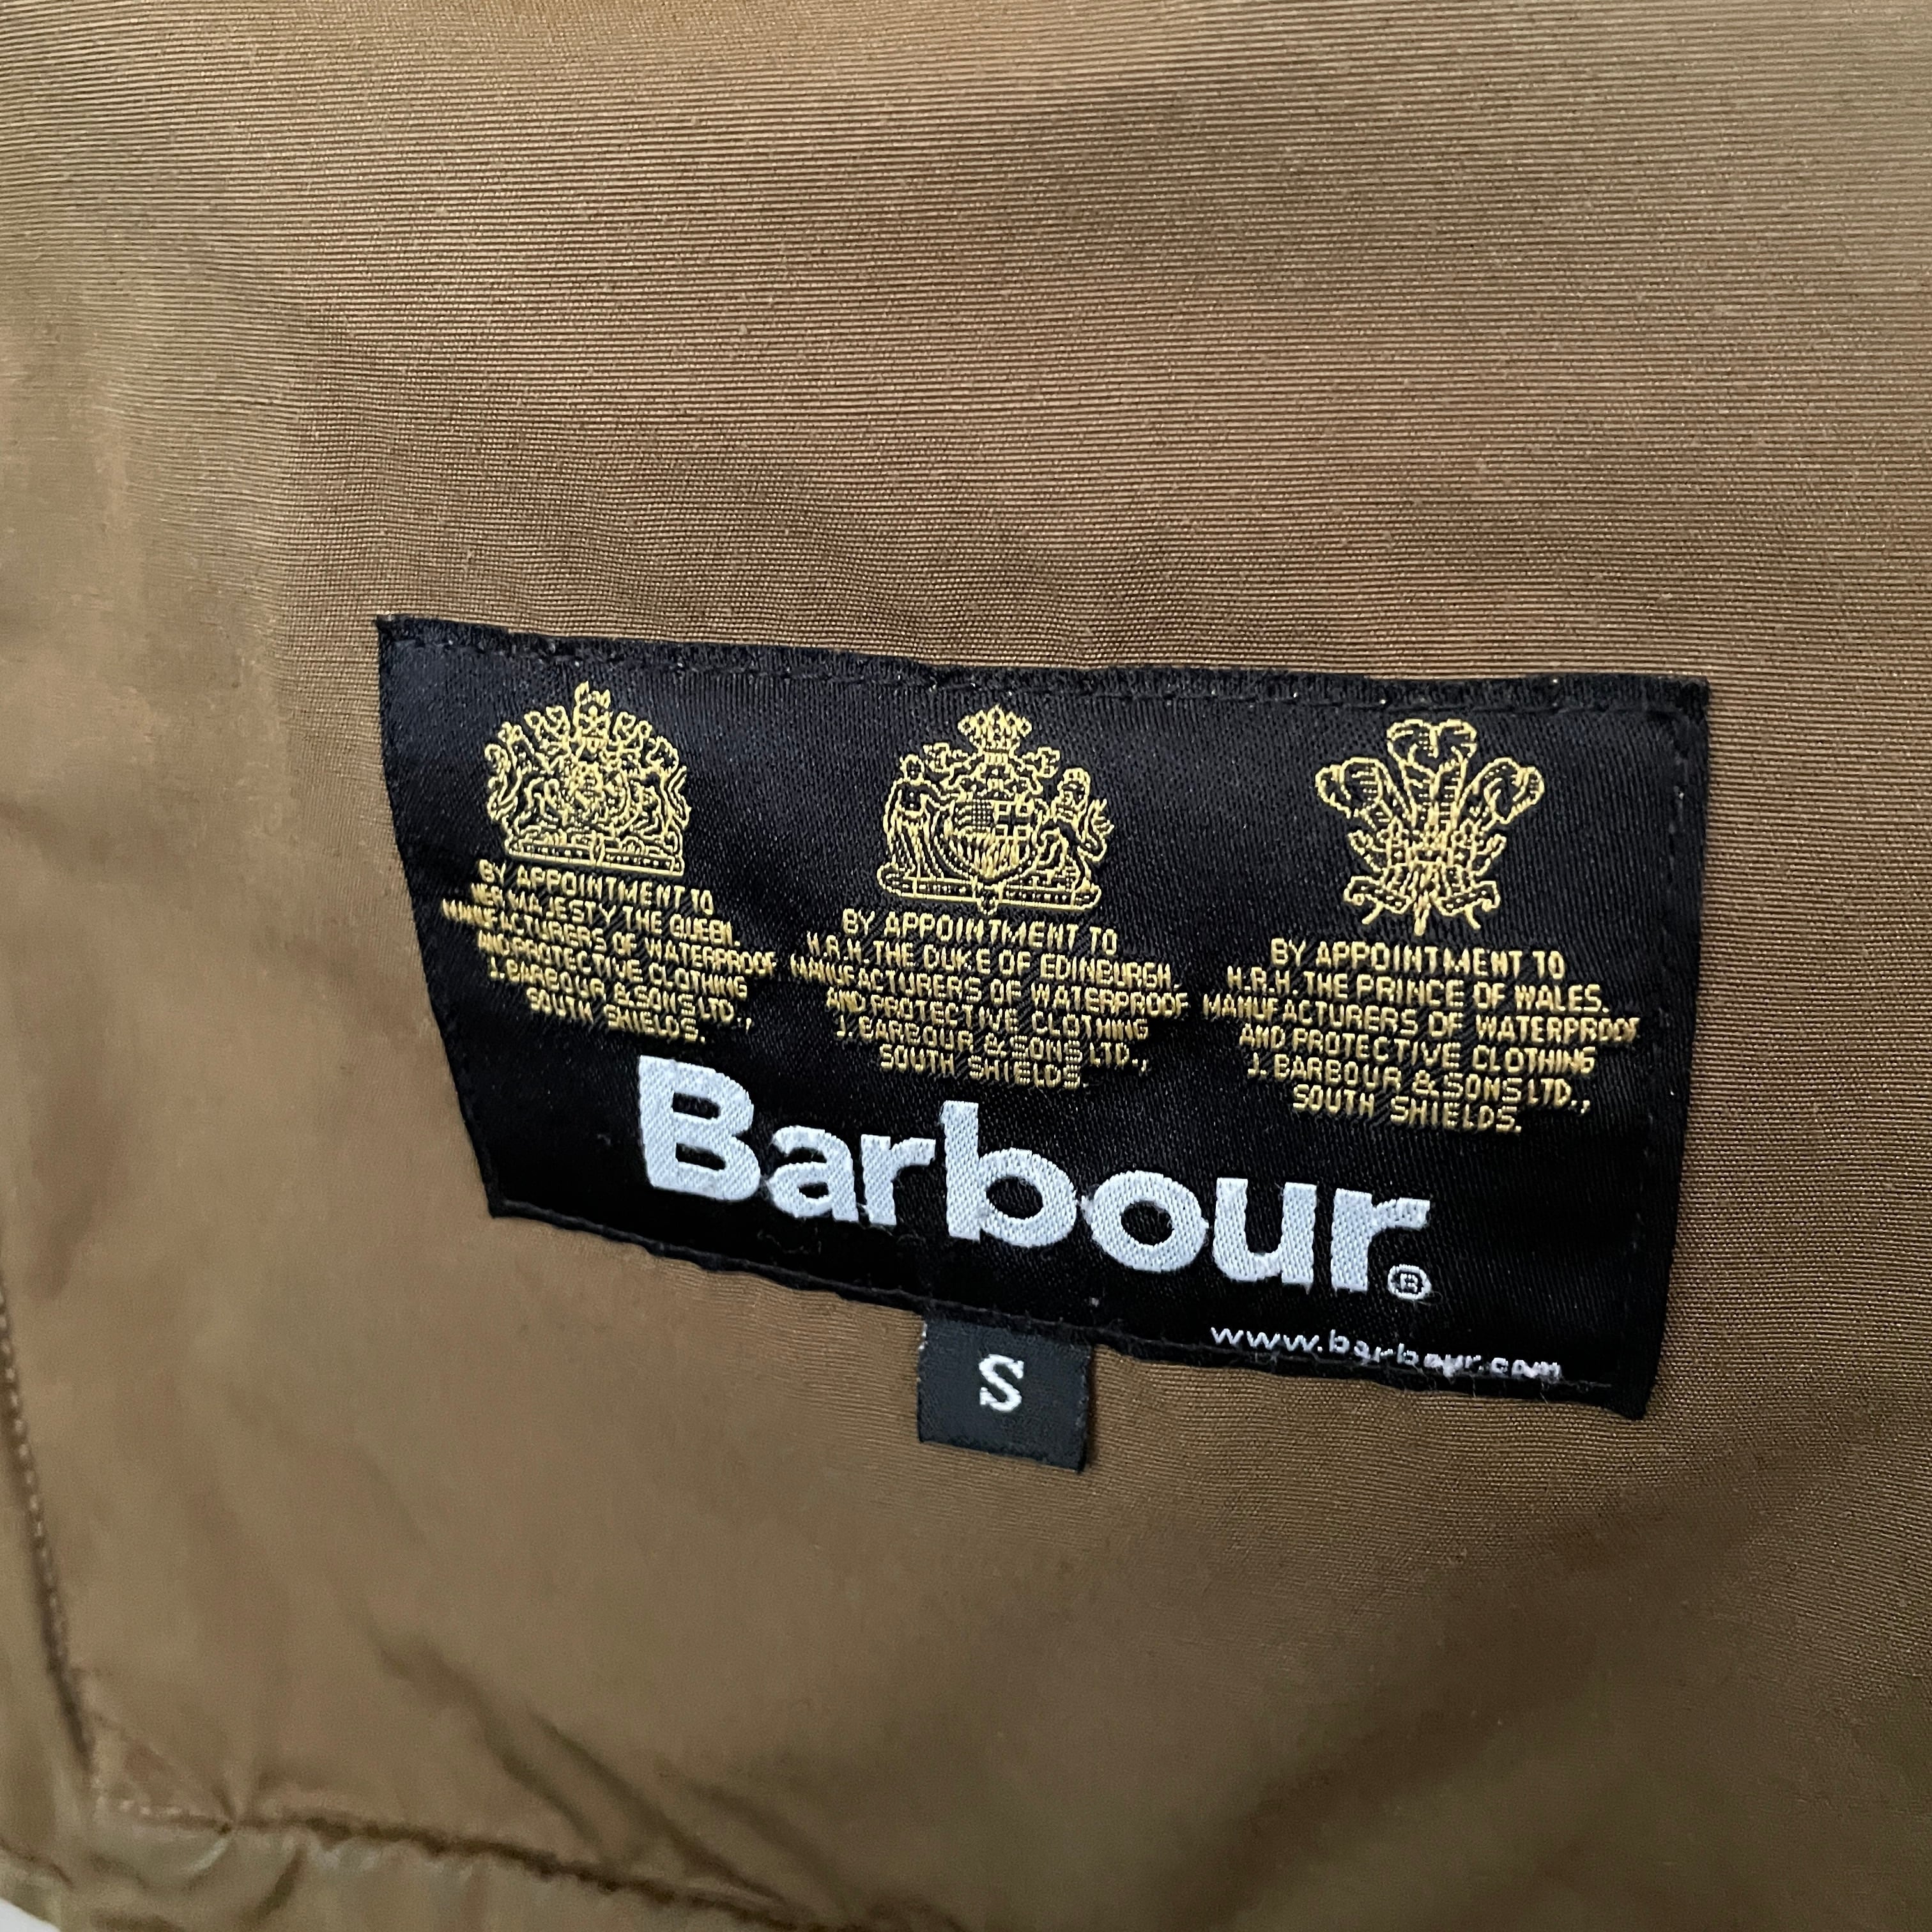 BY APPOINTMENT TO
HER MAJESTY THE QUEEN.
MANUFACTURERS OF WATERPROOF
AND PROTECTIVE CLOTHING
J. BARBOUR & SONS LTD.,
SOUTH SHIELDS.
BY APPOINTMENT TO
H.R.H. THE DUKE OF EDINBURGH
MANUFACTURERS OF WATERPROOF
AND PROTECTIVE CLOTHING
J. BARBOUR & SONS LTD.,
SOUTH SHIELDS.
BY APPOINTMENT TO
H.R.H. THE PRINCE OF WALES.
MANUFACTURERS OF WATERPROOF
AND PROTECTIVE CLOTHING
J. BARBOUR & SONS LTD.,
SOUTH SHIELDS.
Barbour®
www.barbour.com
S